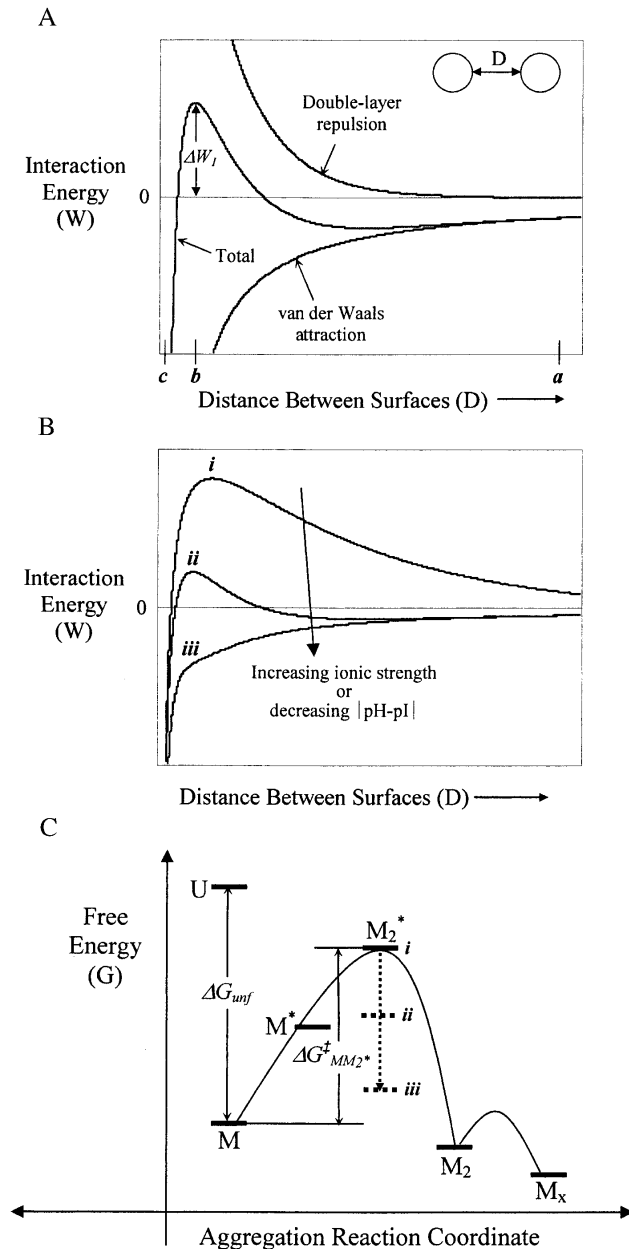 A
D
Double-layer
repulsion
ΔW₁
Interaction
Energy
(W)
0
Total
van der Waals
attraction
c b a
Distance Between Surfaces (D)
B
i
ii
Interaction
Energy
(W)
0
iii
Increasing ionic strength
or
decreasing |pH-pI|
Distance Between Surfaces (D)
C
U
Free
Energy
(G)
M₂* i
ΔG_unf
ii
M*
ΔG‡_MM₂*
iii
M
M₂
Mₓ
Aggregation Reaction Coordinate